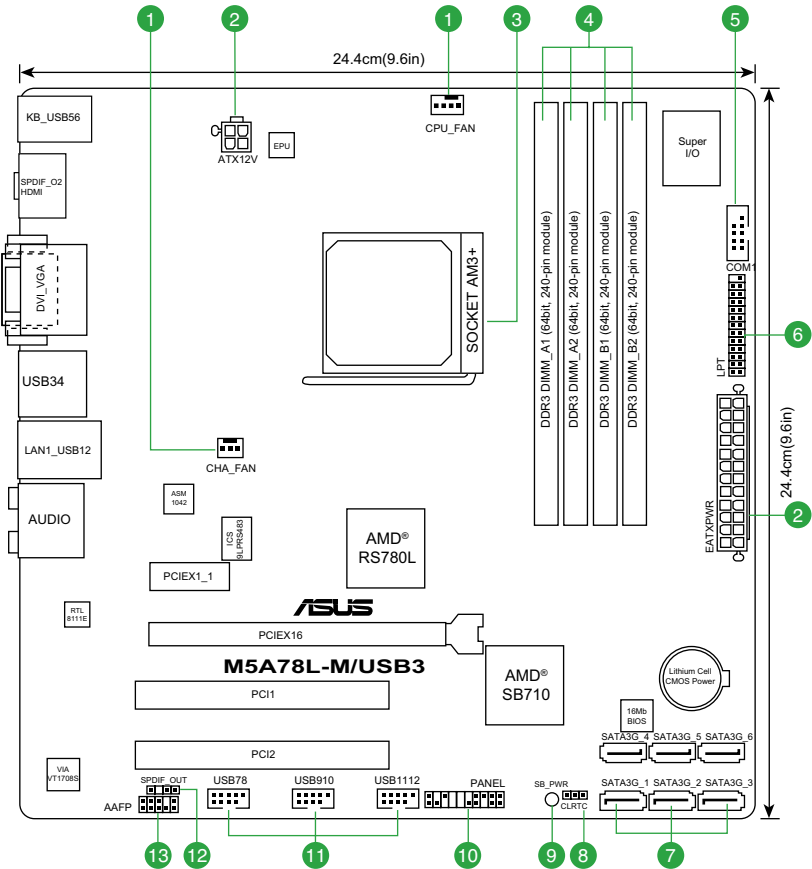 1
2
1
3
4
5
24.4cm(9.6in)
KB_USB56
CPU_FAN
ATX12V
EPU
Super
I/O
SPDIF_O2
HDMI
DVI_VGA
SOCKET AM3+
DDR3 DIMM_A1 (64bit, 240-pin module)
DDR3 DIMM_A2 (64bit, 240-pin module)
DDR3 DIMM_B1 (64bit, 240-pin module)
DDR3 DIMM_B2 (64bit, 240-pin module)
COM1
6
LPT
USB34
1
LAN1_USB12
CHA_FAN
24.4cm(9.6in)
EATXPWR
2
ASM
1042
AUDIO
ICS
9LPRS483
AMD®
RS780L
PCIEX1_1
RTL
8111E
ASUS
PCIEX16
M5A78L-M/USB3
AMD®
SB710
Lithium Cell
CMOS Power
PCI1
16Mb
BIOS
PCI2
SATA3G_4
SATA3G_5
SATA3G_6
VIA
VT1708S
SPDIF_OUT
USB78
USB910
USB1112
PANEL
SB_PWR
SATA3G_1
SATA3G_2
SATA3G_3
AAFP
CLRTC
13
12
11
10
9
8
7